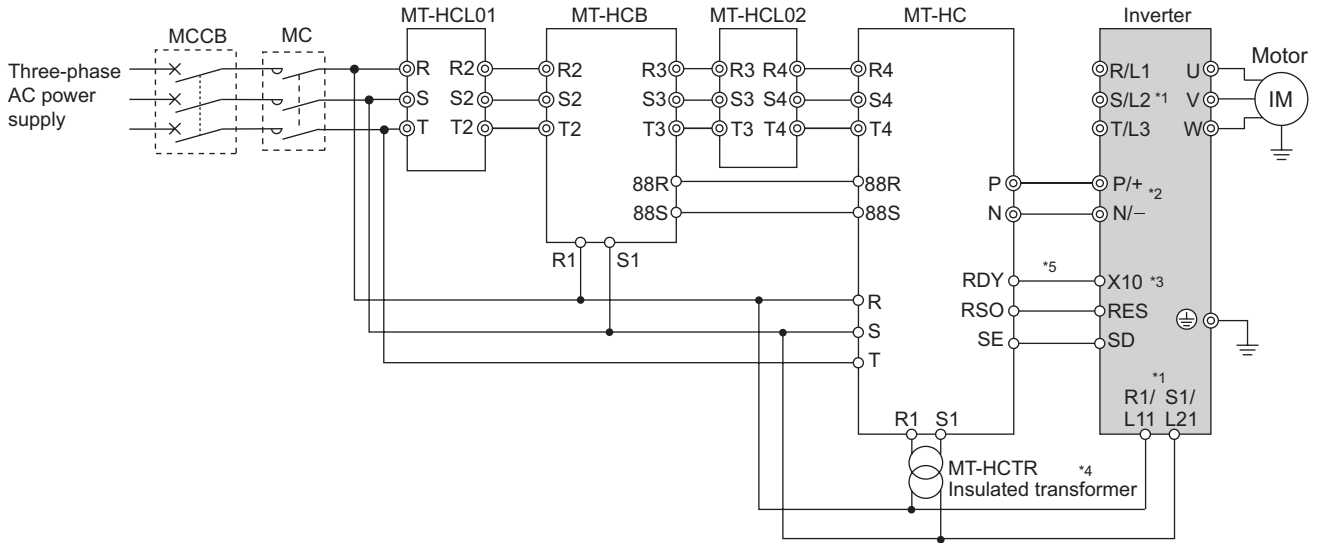 MT-HCL01 MT-HCB MT-HCL02 MT-HC Inverter
MCCB MC
Three-phase
AC power
supply
Motor
R R2 R2 R3 R3 R4 R4 R/L1 U
S S2 S2 S3 S3 S4 S4 S/L2 *1 V IM
T T2 T2 T3 T3 T4 T4 T/L3 W
88R 88R P P/+ *2
88S 88S N N/−
R1 S1
RDY *5 X10 *3
R RSO RES
S SE SD
T
*1
R1/ S1/
R1 S1 L11 L21
MT-HCTR *4
Insulated transformer